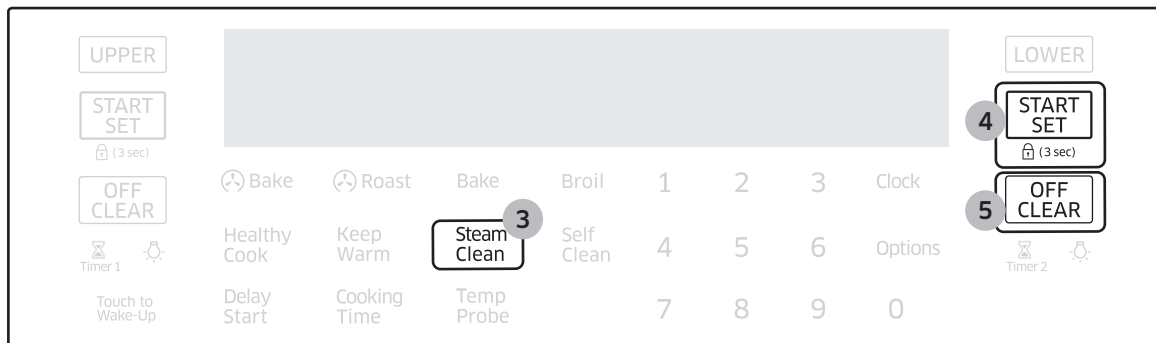 UPPER
LOWER
START
SET
(3 sec)
OFF
CLEAR
Timer 1
Touch to
Wake-Up
Bake
Roast
Bake
Broil
1
2
3
Clock
Healthy
Cook
Keep
Warm
Steam
Clean
3
Self
Clean
4
5
6
Options
Delay
Start
Cooking
Time
Temp
Probe
7
8
9
0
4
START
SET
(3 sec)
5
OFF
CLEAR
Timer 2